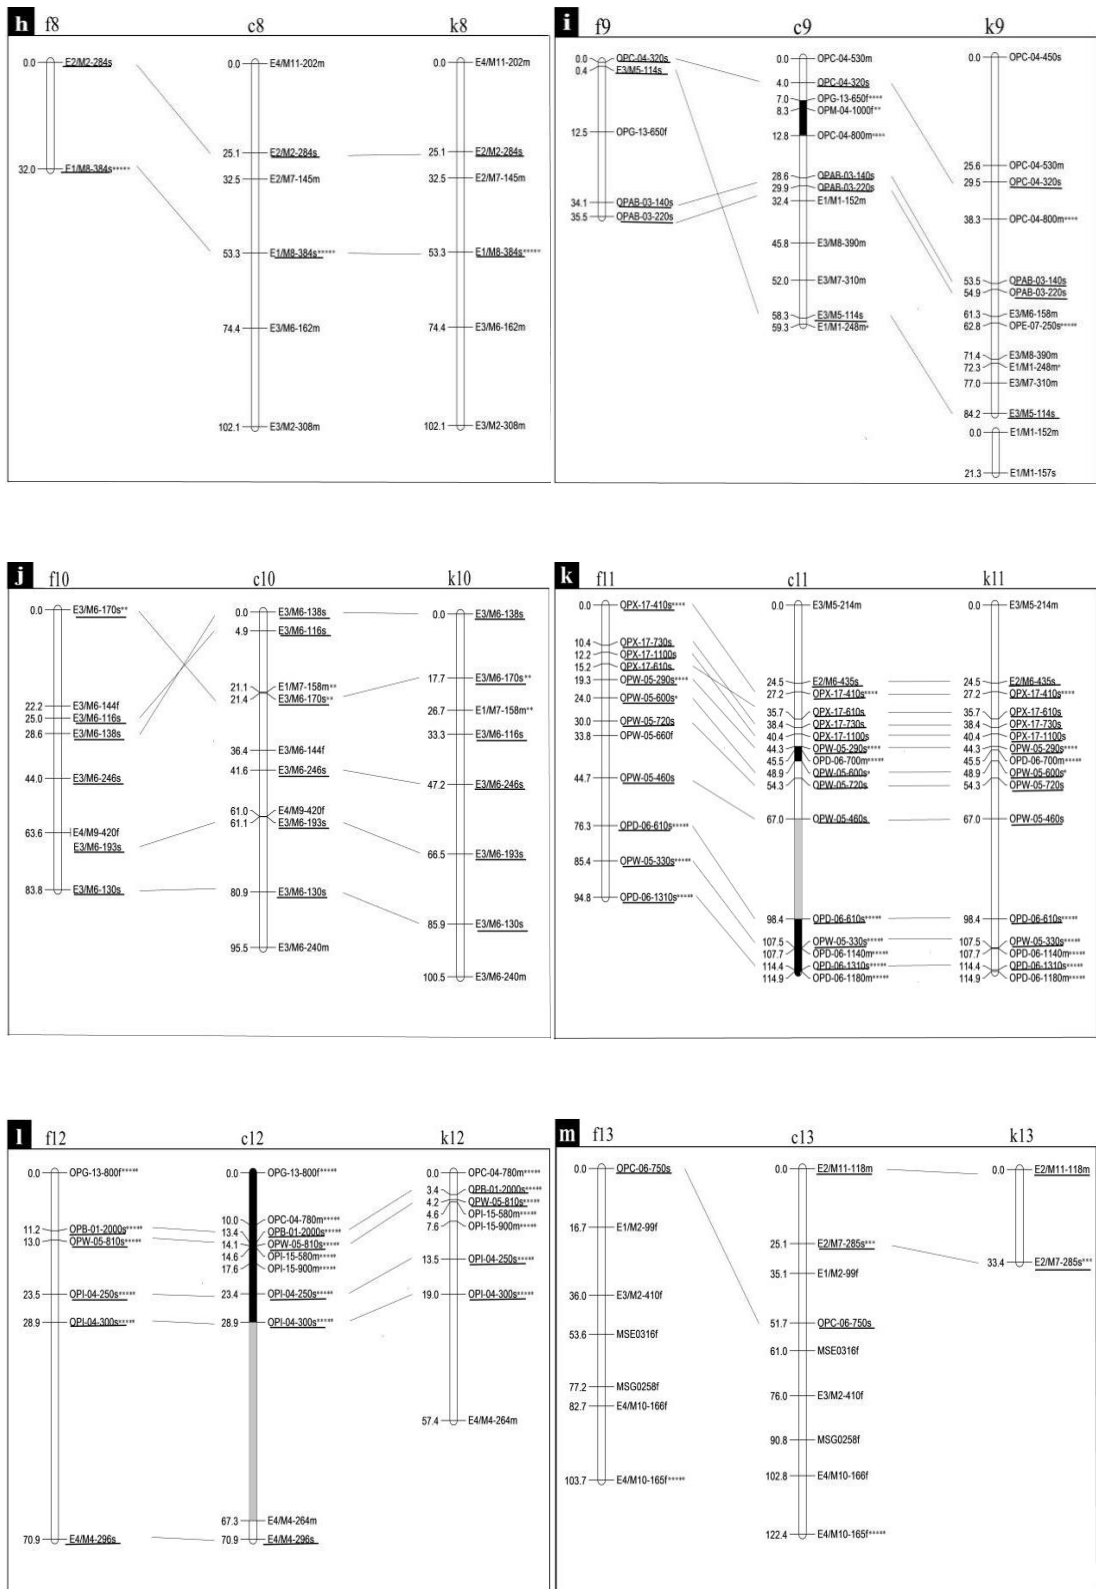 h
f8
c8
k8
0.0 E2/M2-284s
32.0 E1/M8-384s*****
0.0 E4/M11-202m
25.1 E2/M2-284s
32.5 E2/M7-145m
53.3 E1/M8-384s*****
74.4 E3/M6-162m
102.1 E3/M2-308m
0.0 E4/M11-202m
25.1 E2/M2-284s
32.5 E2/M7-145m
53.3 E1/M8-384s*****
74.4 E3/M6-162m
102.1 E3/M2-308m
i
f9
c9
k9
0.0 OPC-04-320s
0.4 E3/M5-114s
12.5 OPG-13-650f
34.1 OPAB-03-140s
35.5 OPAB-03-220s
0.0 OPC-04-530m
4.0 OPC-04-320s
7.0 OPG-13-650f****
8.3 OPM-04-1000f**
12.8 OPC-04-800m****
28.6 OPAB-03-140s
29.9 OPAB-03-220s
32.4 E1/M1-152m
45.8 E3/M8-390m
52.0 E3/M7-310m
58.3 E3/M5-114s
59.3 E1/M1-248m*
0.0 OPC-04-450s
25.6 OPC-04-530m
29.5 OPC-04-320s
38.3 OPC-04-800m****
53.5 OPAB-03-140s
54.9 OPAB-03-220s
61.3 E3/M6-158m
62.8 OPE-07-250s*****
71.4 E3/M8-390m
72.3 E1/M1-248m*
77.0 E3/M7-310m
84.2 E3/M5-114s
0.0 E1/M1-152m
21.3 E1/M1-157s
j
f10
c10
k10
0.0 E3/M6-170s**
22.2 E3/M6-144f
25.0 E3/M6-116s
28.6 E3/M6-138s
44.0 E3/M6-246s
63.6 E4/M9-420f
E3/M6-193s
83.8 E3/M6-130s
0.0 E3/M6-138s
4.9 E3/M6-116s
21.1 E1/M7-158m**
21.4 E3/M6-170s**
36.4 E3/M6-144f
41.6 E3/M6-246s
61.0 E4/M9-420f
61.1 E3/M6-193s
80.9 E3/M6-130s
95.5 E3/M6-240m
0.0 E3/M6-138s
17.7 E3/M6-170s**
26.7 E1/M7-158m**
33.3 E3/M6-116s
47.2 E3/M6-246s
66.5 E3/M6-193s
85.9 E3/M6-130s
100.5 E3/M6-240m
k
f11
c11
k11
0.0 OPX-17-410s****
10.4 OPX-17-730s
12.2 OPX-17-1100s
15.2 OPX-17-610s
19.3 OPW-05-290s****
24.0 OPW-05-600s*
30.0 OPW-05-720s
33.8 OPW-05-660f
44.7 OPW-05-460s
76.3 OPD-06-610s*****
85.4 OPW-05-330s*****
94.8 OPD-06-1310s*****
0.0 E3/M5-214m
24.5 E2/M6-435s
27.2 OPX-17-410s****
35.7 OPX-17-610s
38.4 OPX-17-730s
40.4 OPX-17-1100s
44.3 OPW-05-290s****
45.5 OPD-06-700m*****
48.9 OPW-05-600s*
54.3 OPW-05-720s
67.0 OPW-05-460s
98.4 OPD-06-610s*****
107.5 OPW-05-330s*****
107.7 OPD-06-1140m*****
114.4 OPD-06-1310s*****
114.9 OPD-06-1180m*****
0.0 E3/M5-214m
24.5 E2/M6-435s
27.2 OPX-17-410s****
35.7 OPX-17-610s
38.4 OPX-17-730s
40.4 OPX-17-1100s
44.3 OPW-05-290s****
45.5 OPD-06-700m*****
48.9 OPW-05-600s*
54.3 OPW-05-720s
67.0 OPW-05-460s
98.4 OPD-06-610s*****
107.5 OPW-05-330s*****
107.7 OPD-06-1140m*****
114.4 OPD-06-1310s*****
114.9 OPD-06-1180m*****
l
f12
c12
k12
0.0 OPG-13-800f*****
11.2 OPB-01-2000s*****
13.0 OPW-05-810s*****
23.5 OPI-04-250s*****
28.9 OPI-04-300s*****
70.9 E4/M4-296s
0.0 OPG-13-800f*****
10.0 OPC-04-780m*****
13.4 OPB-01-2000s*****
14.1 OPW-05-810s*****
14.6 OPI-15-580m*****
17.6 OPI-15-900m*****
23.4 OPI-04-250s*****
28.9 OPI-04-300s*****
67.3 E4/M4-264m
70.9 E4/M4-296s
0.0 OPC-04-780m*****
3.4 OPB-01-2000s*****
4.2 OPW-05-810s*****
4.6 OPI-15-580m*****
7.6 OPI-15-900m*****
13.5 OPI-04-250s*****
19.0 OPI-04-300s*****
57.4 E4/M4-264m
m
f13
c13
k13
0.0 OPC-06-750s
16.7 E1/M2-99f
36.0 E3/M2-410f
53.6 MSE0316f
77.2 MSG0258f
82.7 E4/M10-166f
103.7 E4/M10-165f*****
0.0 E2/M11-118m
25.1 E2/M7-285s***
35.1 E1/M2-99f
51.7 OPC-06-750s
61.0 MSE0316f
76.0 E3/M2-410f
90.8 MSG0258f
102.8 E4/M10-166f
122.4 E4/M10-165f*****
0.0 E2/M11-118m
33.4 E2/M7-285s***